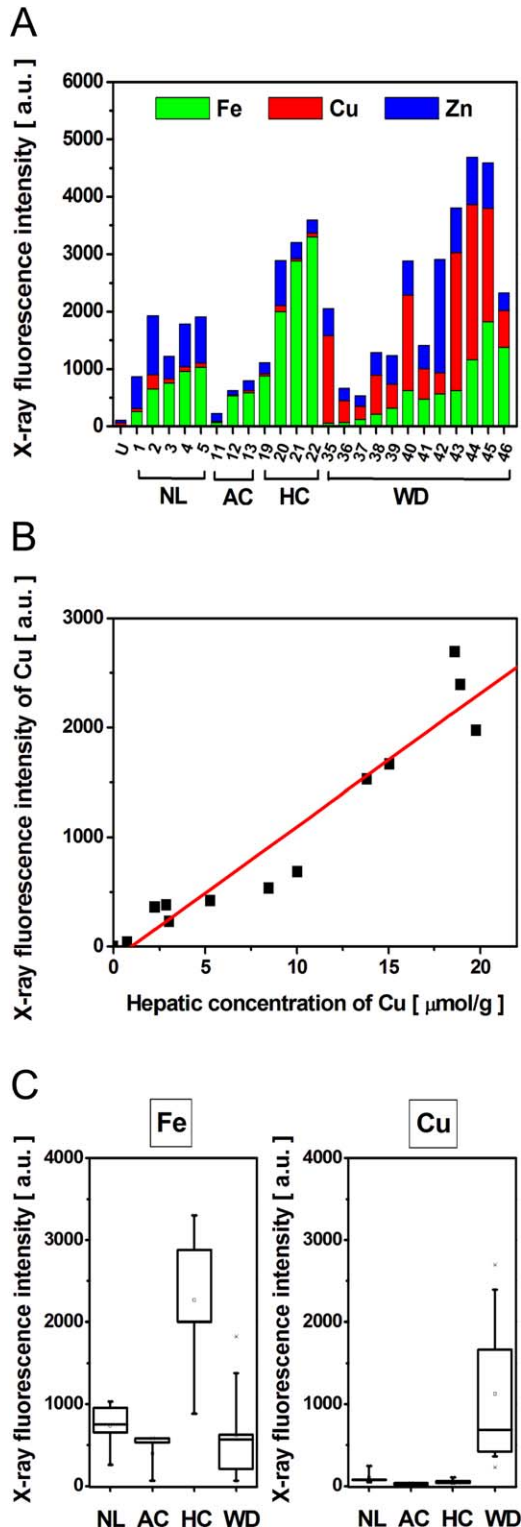 A
X-ray fluorescence intensity [ a.u. ]
6000
5000
4000
3000
2000
1000
0
Fe Cu Zn
U 1 2 3 4 5 11 12 13 19 20 21 22 35 36 37 38 39 40 41 42 43 44 45 46
NL AC HC WD
B
X-ray fluorescence intensity of Cu [ a.u. ]
3000
2000
1000
0
0 5 10 15 20
Hepatic concentration of Cu [ μmol/g ]
C
Fe Cu
X-ray fluorescence intensity [ a.u. ]
4000
3000
2000
1000
0
NL AC HC WD
X-ray fluorescence intensity [ a.u. ]
4000
3000
2000
1000
0
NL AC HC WD